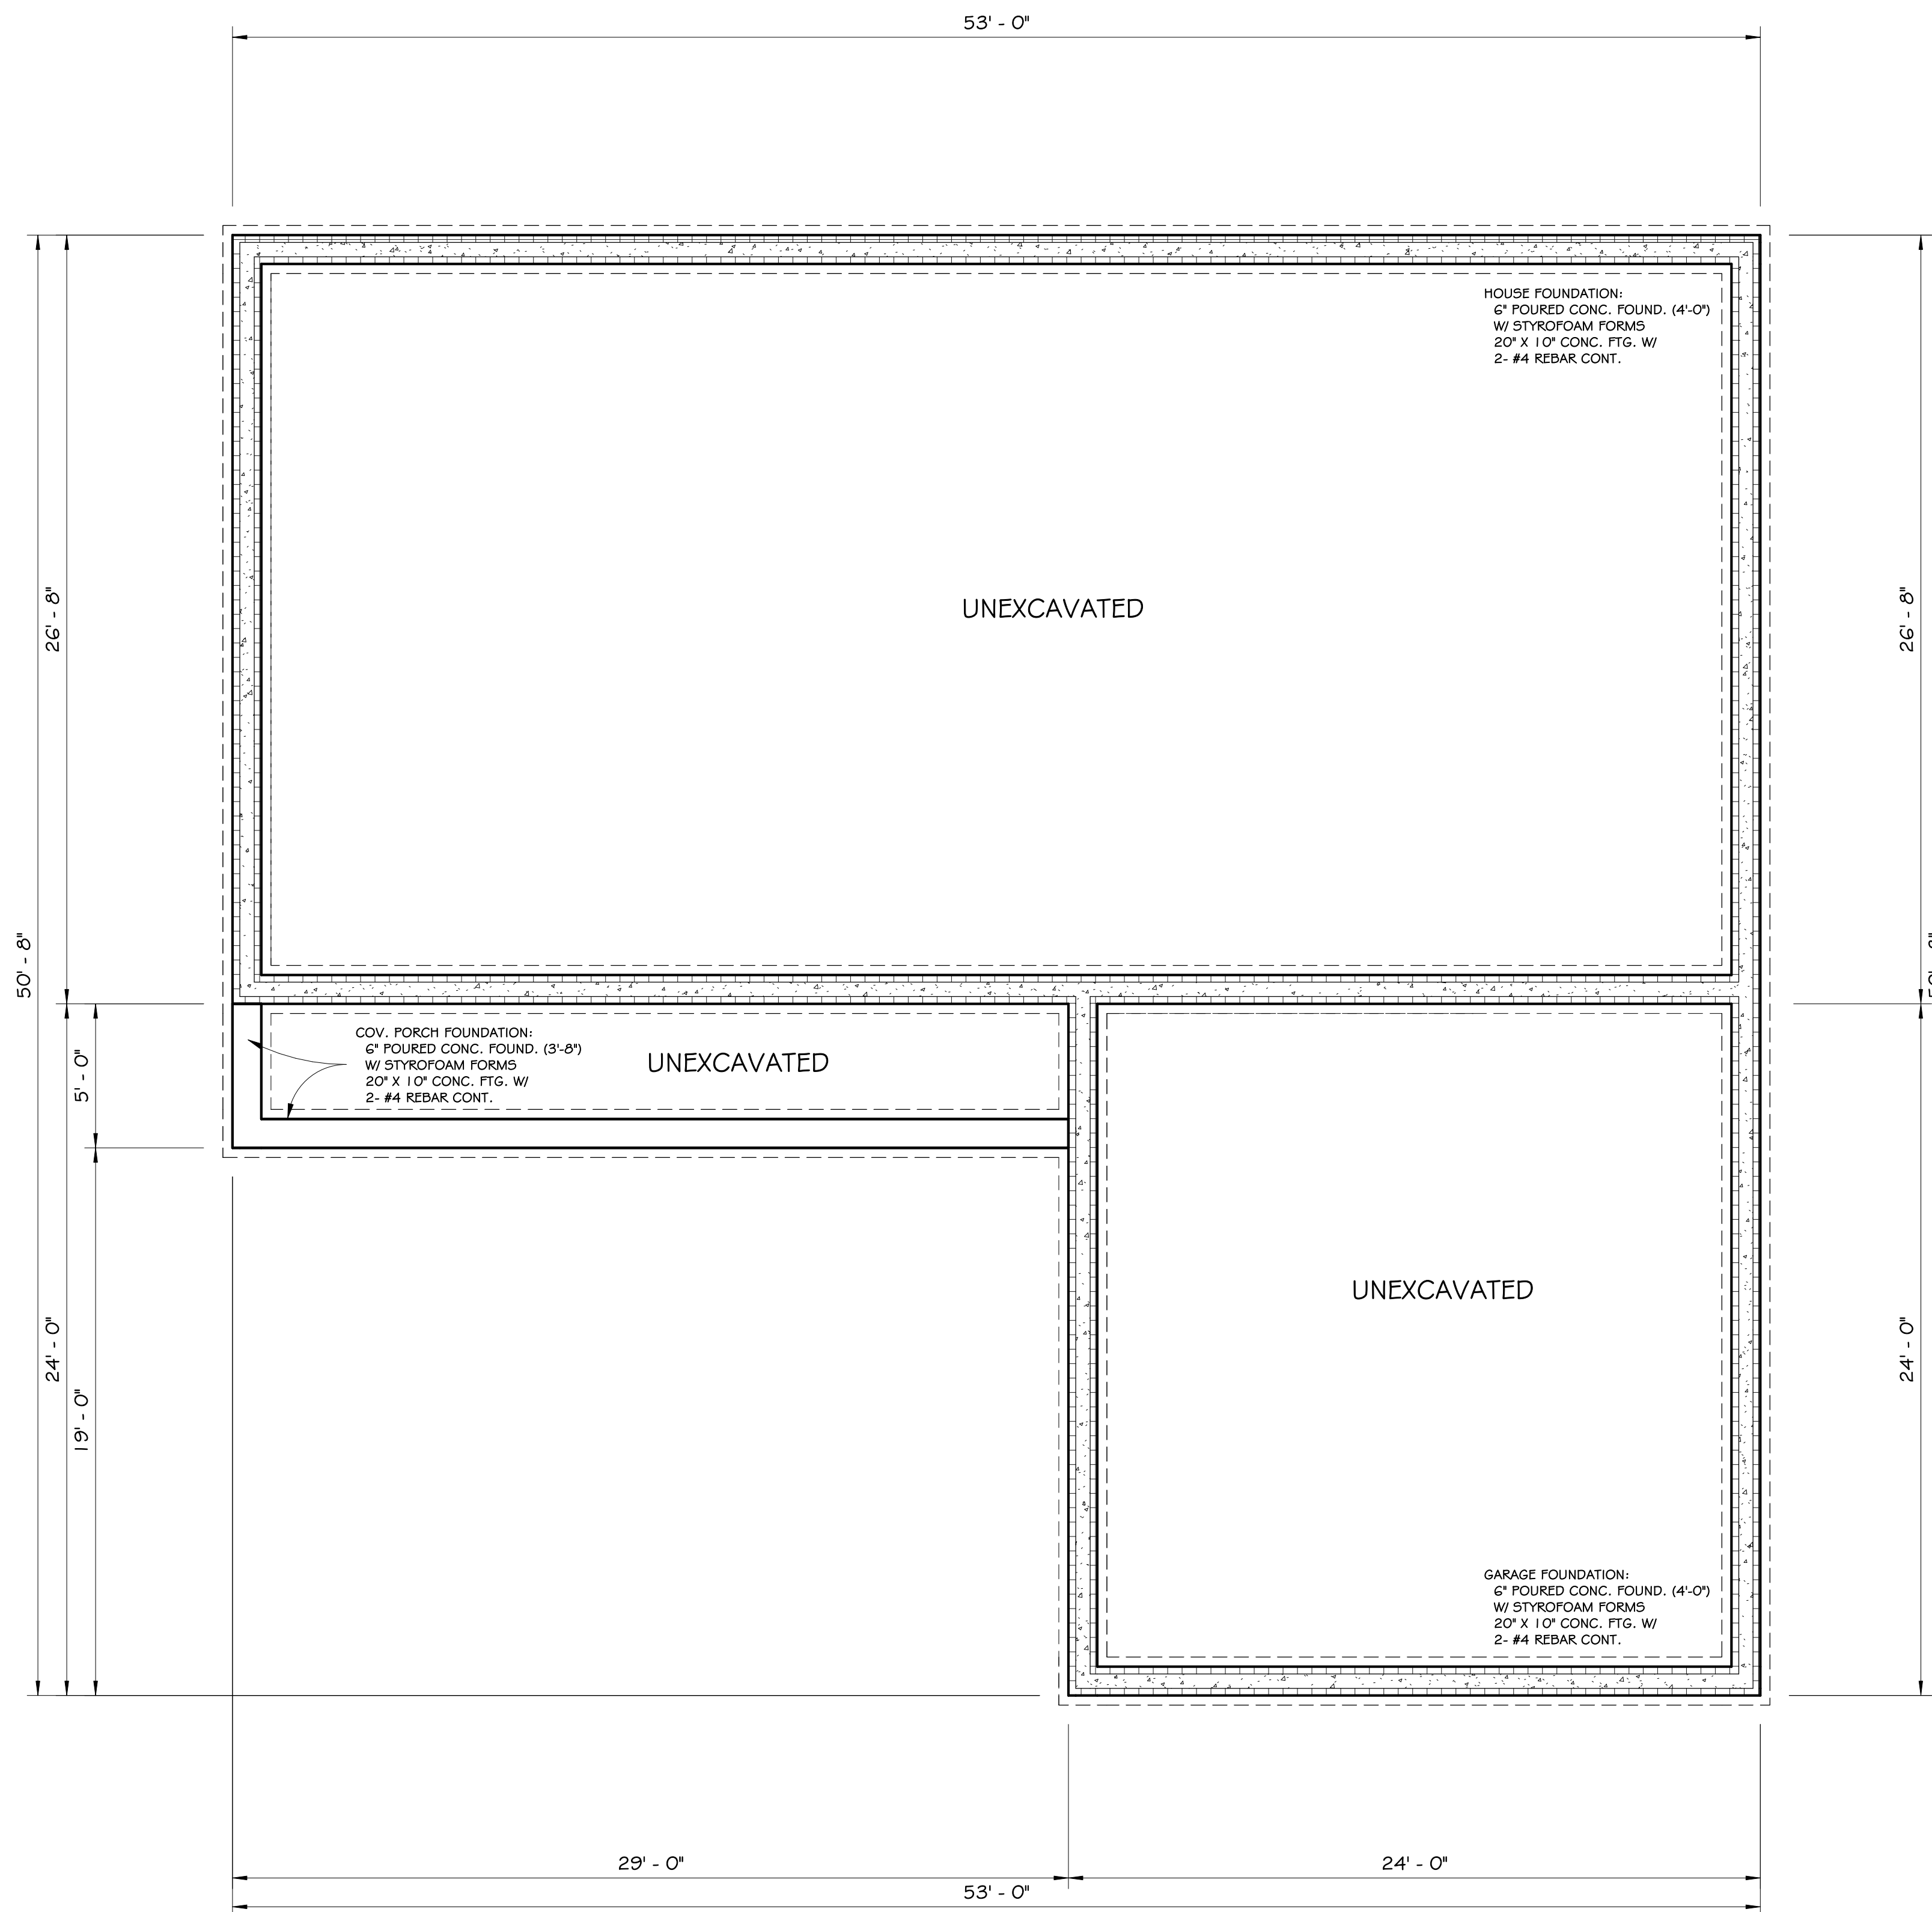 53' - 0"
HOUSE FOUNDATION:
6" POURED CONC. FOUND. (4'-0")
W/ STYROFOAM FORMS
20" X 10" CONC. FTG. W/
2- #4 REBAR CONT.
26' - 8"
UNEXCAVATED
26' - 8"
50' - 8"
COV. PORCH FOUNDATION:
6" POURED CONC. FOUND. (3'-8")
W/ STYROFOAM FORMS
20" X 10" CONC. FTG. W/
2- #4 REBAR CONT.
UNEXCAVATED
5' - 0"
UNEXCAVATED
24' - 0"
19' - 0"
24' - 0"
GARAGE FOUNDATION:
6" POURED CONC. FOUND. (4'-0")
W/ STYROFOAM FORMS
20" X 10" CONC. FTG. W/
2- #4 REBAR CONT.
29' - 0"
24' - 0"
53' - 0"